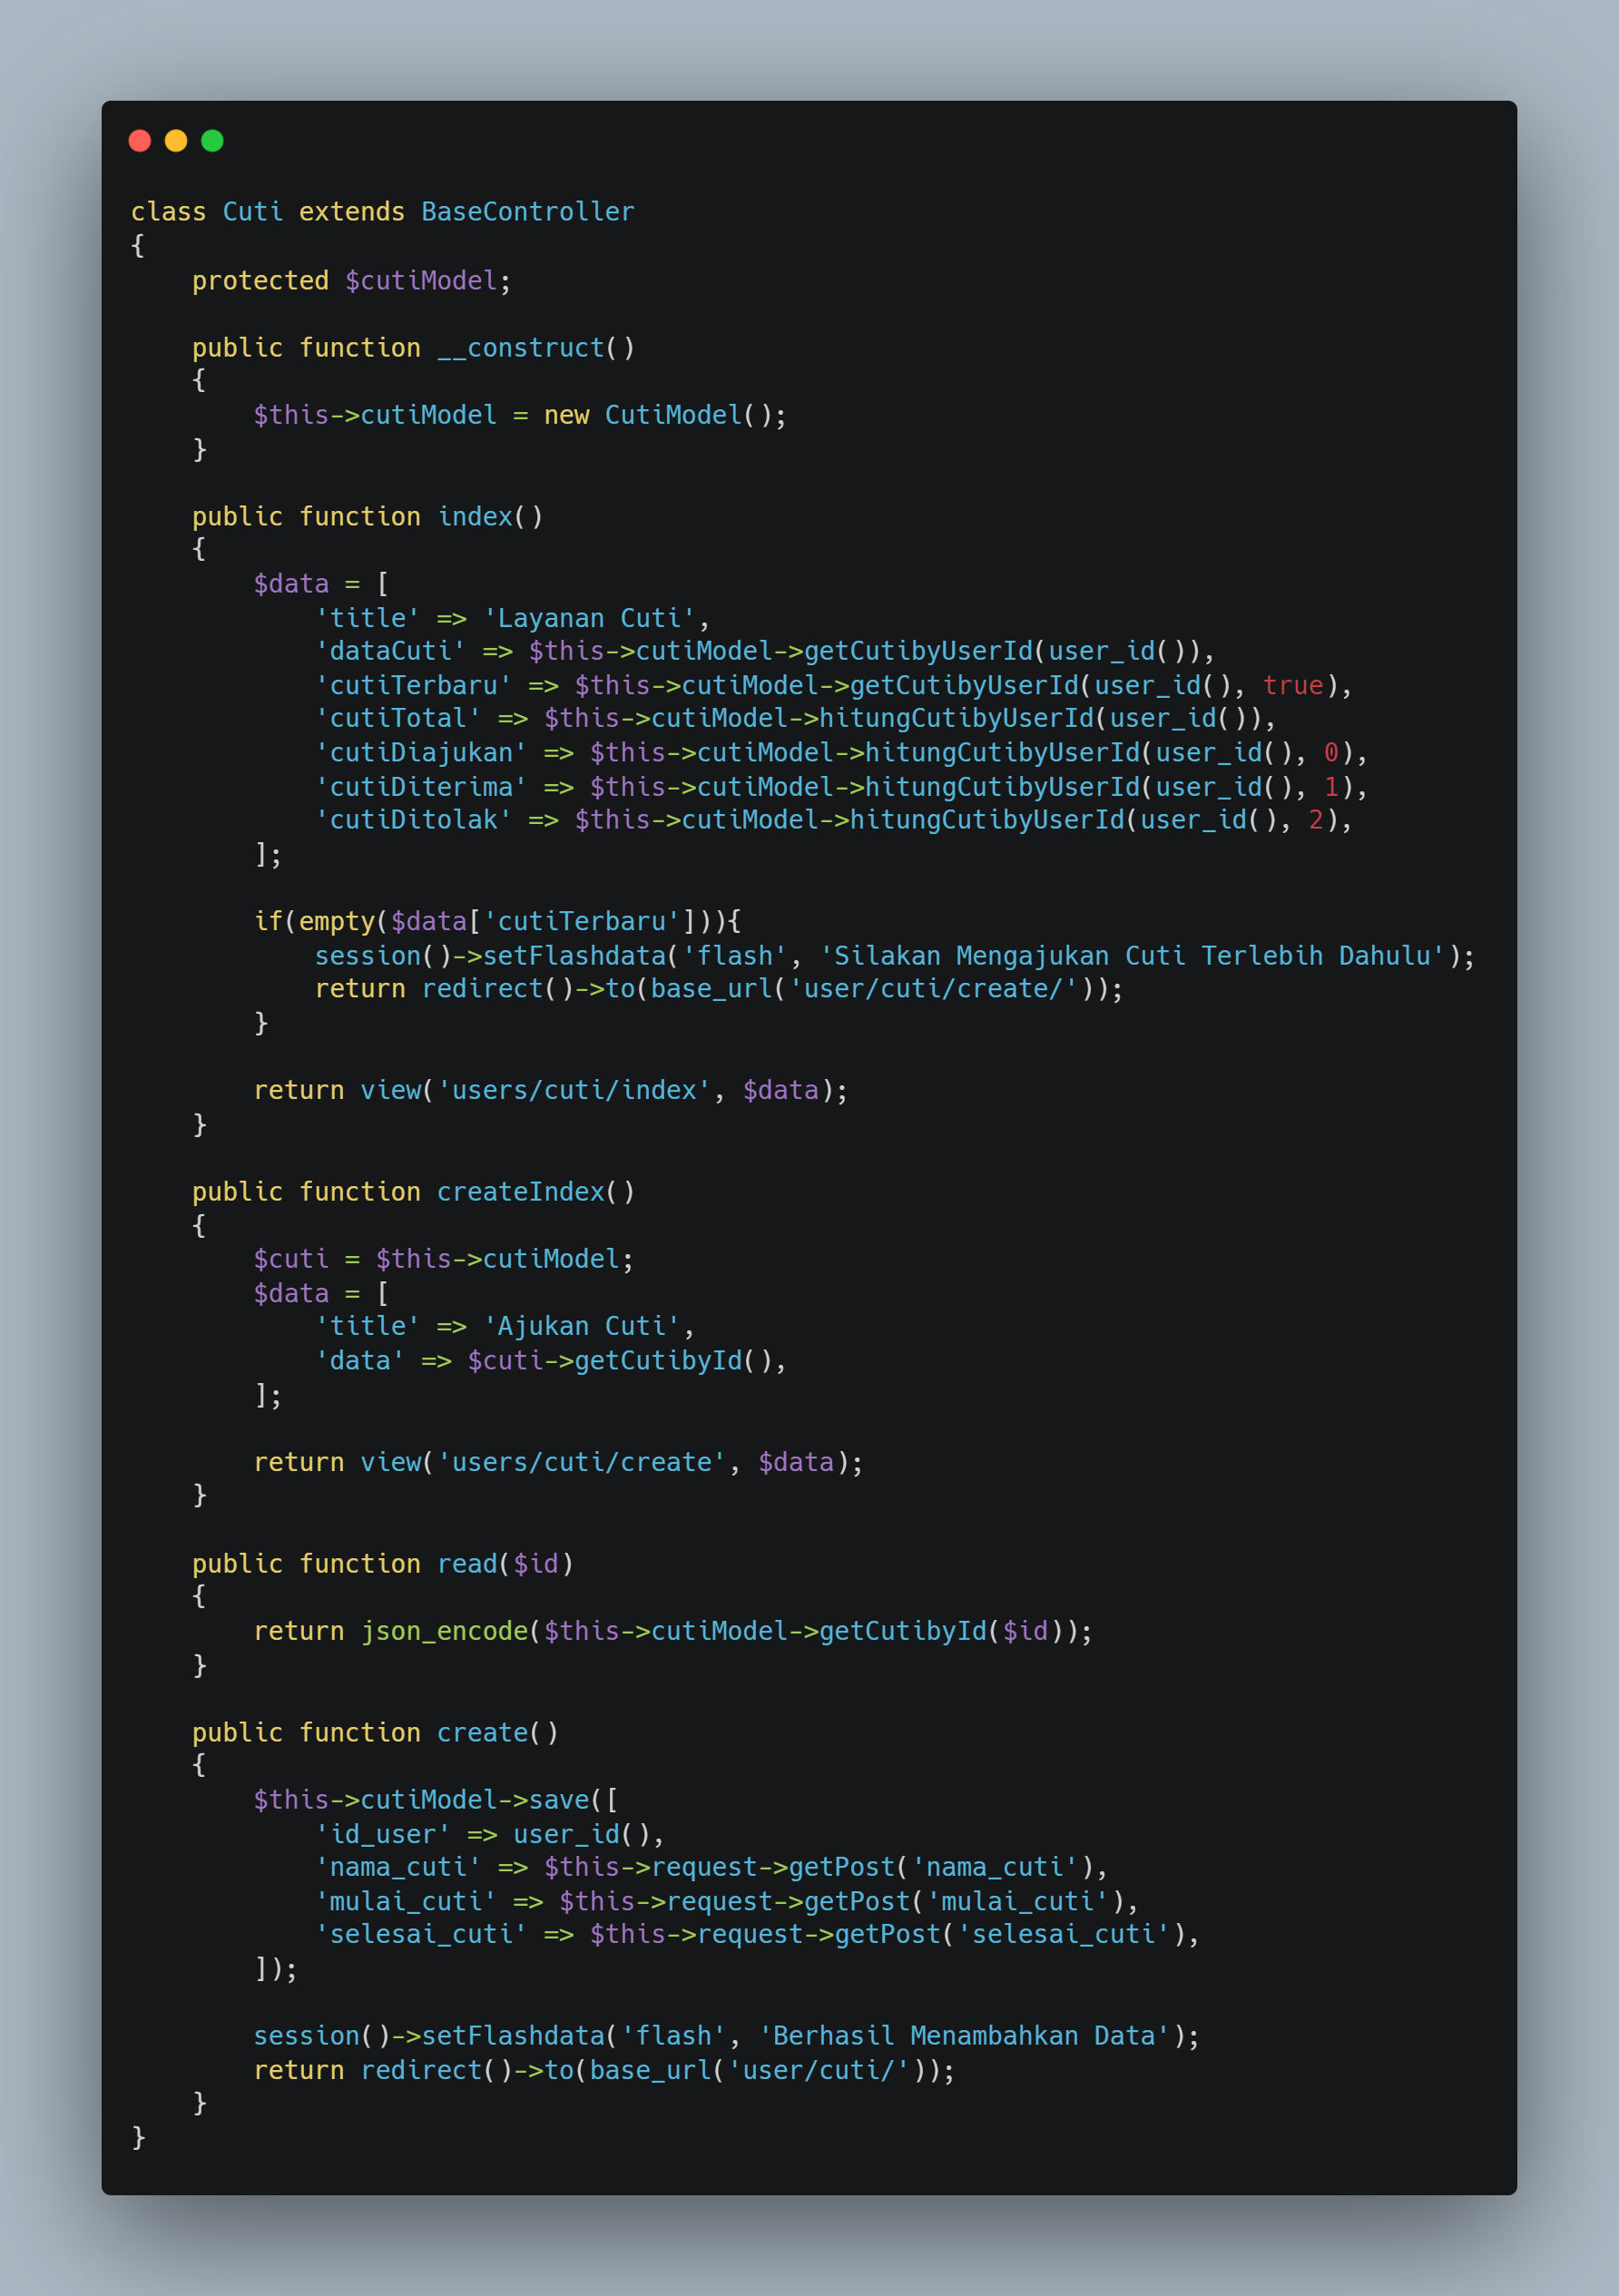 class Cuti extends BaseController
{
    protected $cutiModel;

    public function __construct()
    {
        $this->cutiModel = new CutiModel();
    }

    public function index()
    {
        $data = [
            'title' => 'Layanan Cuti',
            'dataCuti' => $this->cutiModel->getCutibyUserId(user_id()),
            'cutiTerbaru' => $this->cutiModel->getCutibyUserId(user_id(), true),
            'cutiTotal' => $this->cutiModel->hitungCutibyUserId(user_id()),
            'cutiDiajukan' => $this->cutiModel->hitungCutibyUserId(user_id(), 0),
            'cutiDiterima' => $this->cutiModel->hitungCutibyUserId(user_id(), 1),
            'cutiDitolak' => $this->cutiModel->hitungCutibyUserId(user_id(), 2),
        ];

        if(empty($data['cutiTerbaru'])){
            session()->setFlashdata('flash', 'Silakan Mengajukan Cuti Terlebih Dahulu');
            return redirect()->to(base_url('user/cuti/create/'));
        }

        return view('users/cuti/index', $data);
    }

    public function createIndex()
    {
        $cuti = $this->cutiModel;
        $data = [
            'title' => 'Ajukan Cuti',
            'data' => $cuti->getCutibyId(),
        ];

        return view('users/cuti/create', $data);
    }

    public function read($id)
    {
        return json_encode($this->cutiModel->getCutibyId($id));
    }

    public function create()
    {
        $this->cutiModel->save([
            'id_user' => user_id(),
            'nama_cuti' => $this->request->getPost('nama_cuti'),
            'mulai_cuti' => $this->request->getPost('mulai_cuti'),
            'selesai_cuti' => $this->request->getPost('selesai_cuti'),
        ]);

        session()->setFlashdata('flash', 'Berhasil Menambahkan Data');
        return redirect()->to(base_url('user/cuti/'));
    }
}